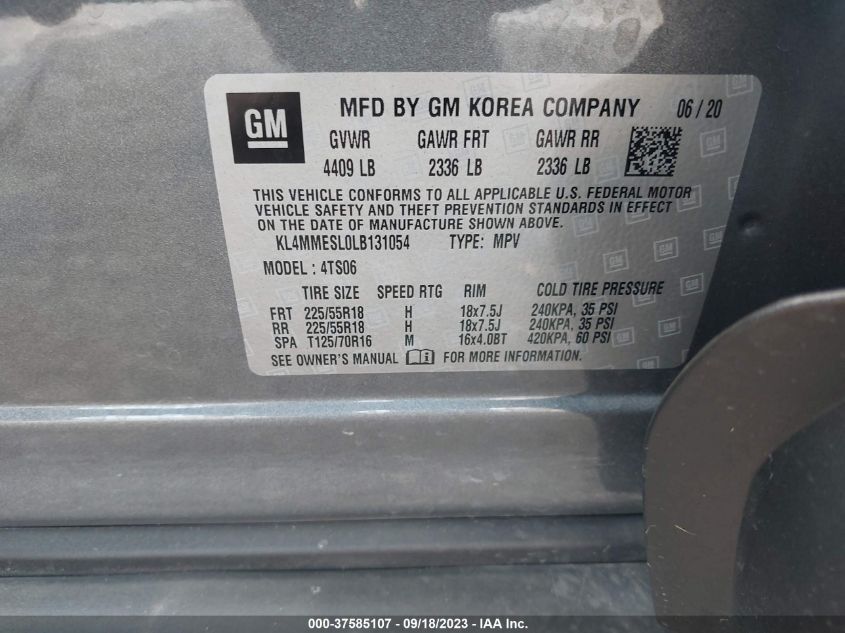 GM MFD BY GM KOREA COMPANY 06/20
GVWR GAWR FRT GAWR RR
4409 LB 2336 LB 2336 LB
THIS VEHICLE CONFORMS TO ALL APPLICABLE U.S. FEDERAL MOTOR
VEHICLE SAFETY AND THEFT PREVENTION STANDARDS IN EFFECT
ON THE DATE OF MANUFACTURE SHOWN ABOVE.
KL4MMESL0LB131054 TYPE: MPV
MODEL : 4TS06
TIRE SIZE SPEED RTG RIM COLD TIRE PRESSURE
FRT 225/55R18 H 18x7.5J 240KPA, 35 PSI
RR 225/55R18 H 18x7.5J 240KPA, 35 PSI
SPA T125/70R16 M 16x4.0BT 420KPA, 60 PSI
SEE OWNER'S MANUAL FOR MORE INFORMATION.
000-37585107 - 09/18/2023 - IAA Inc.